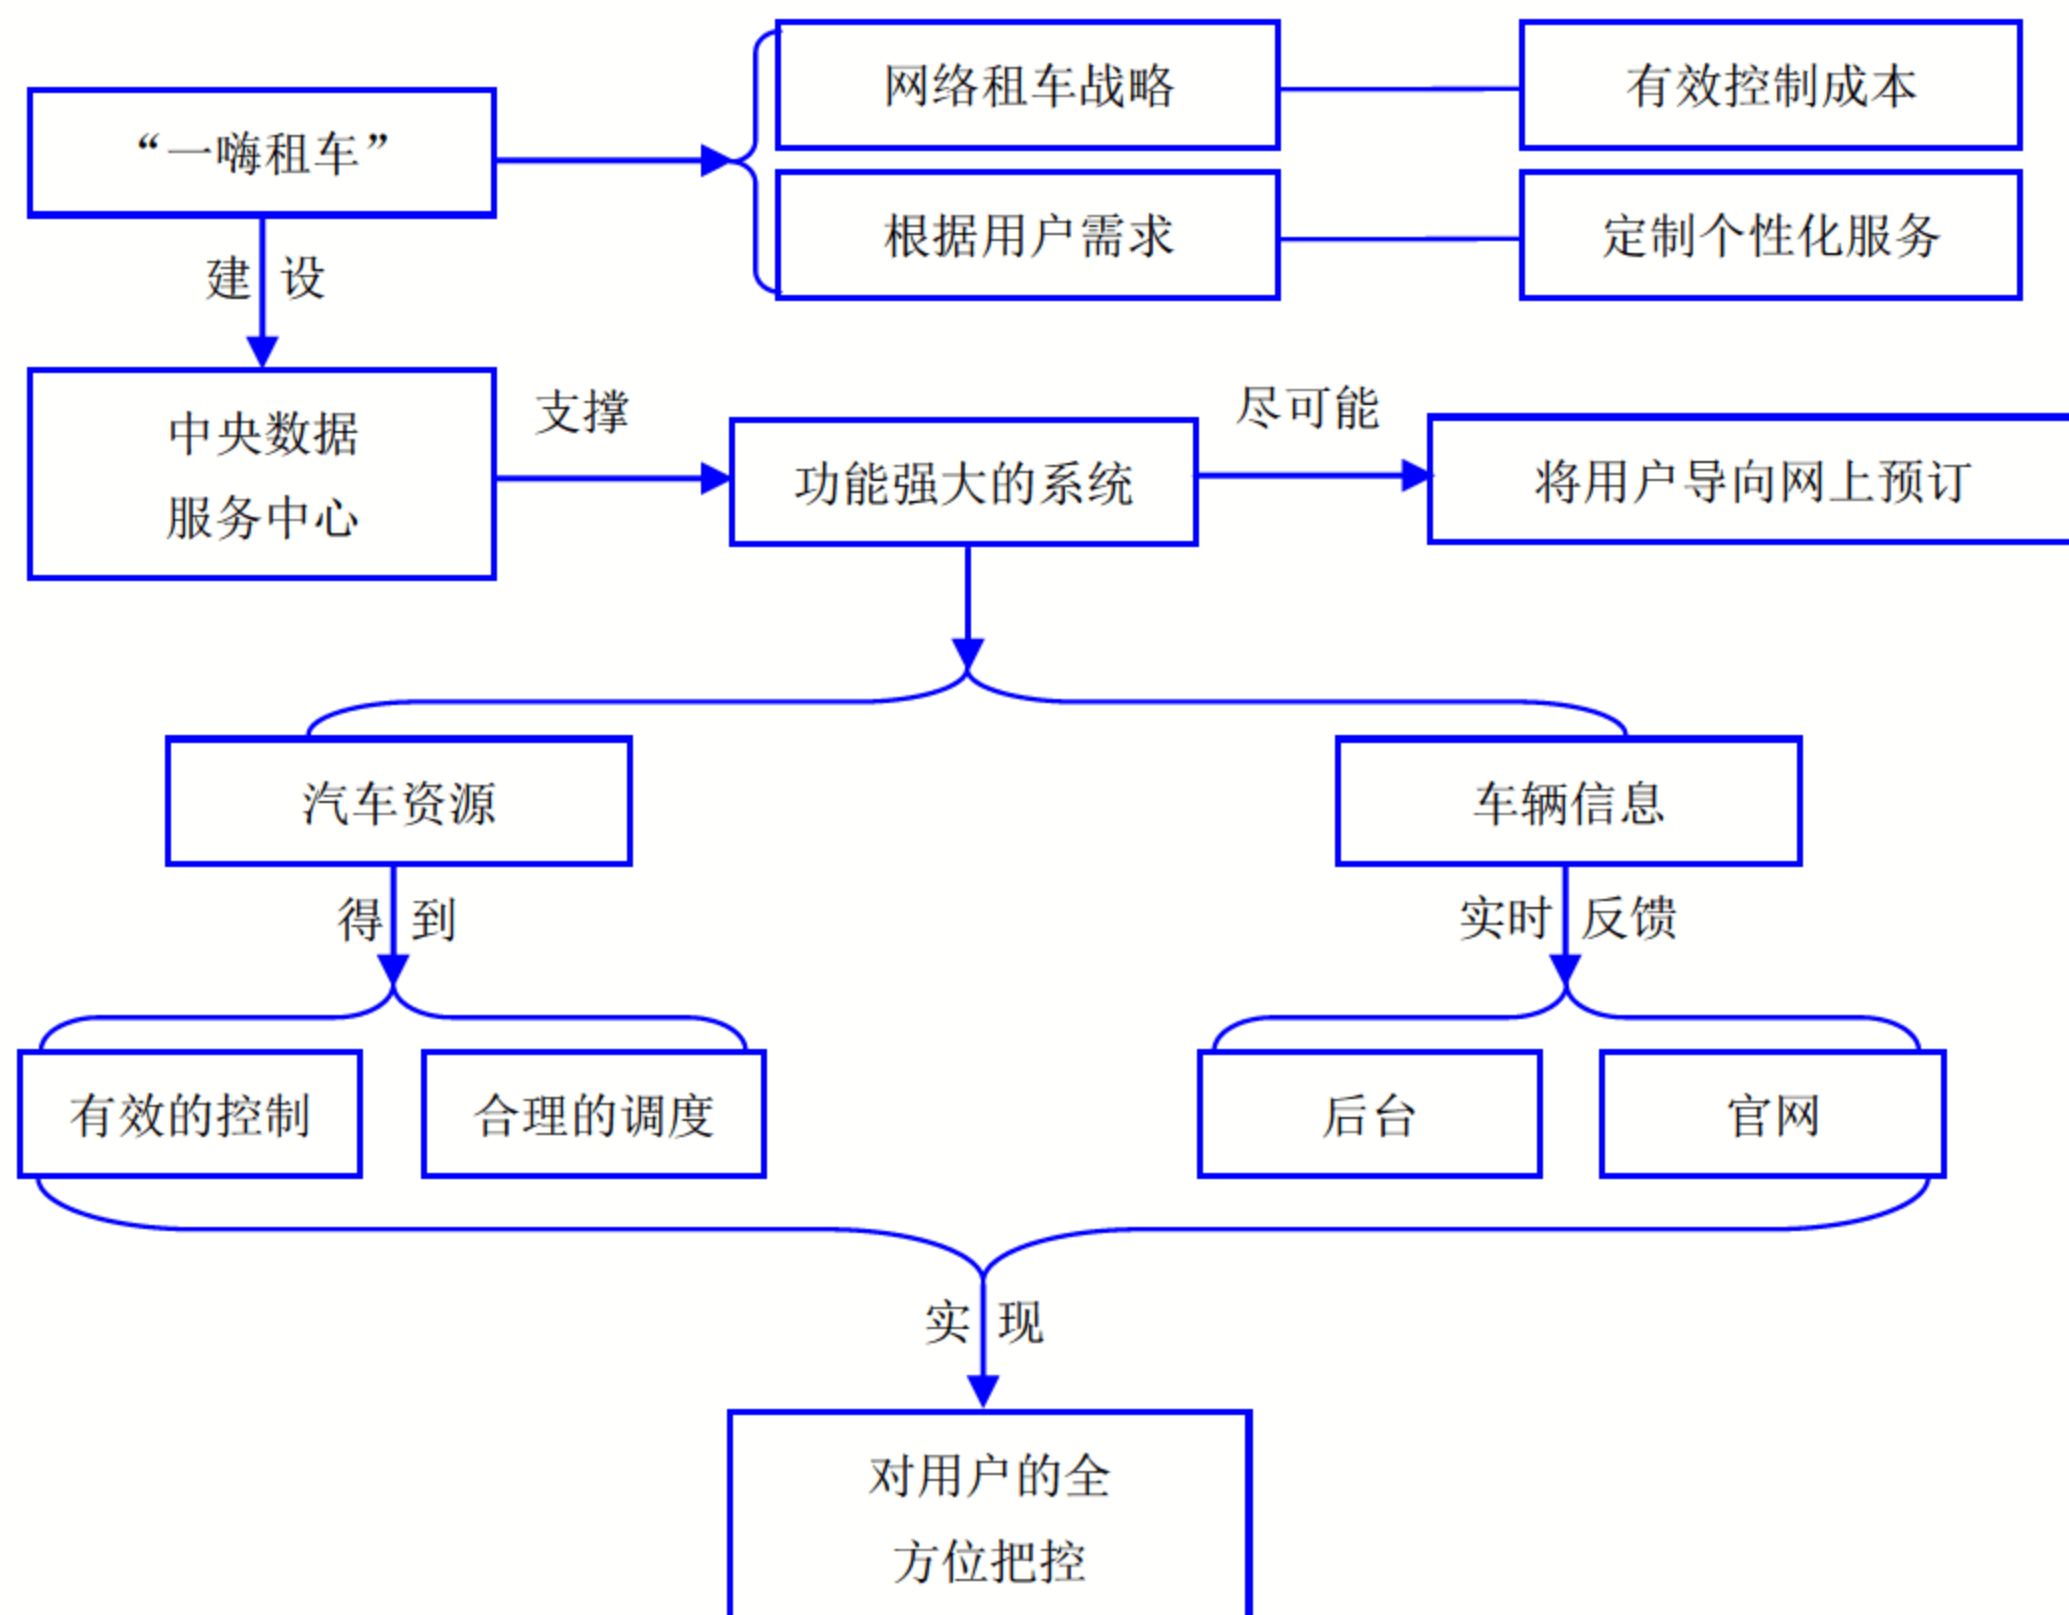 网络租车战略
有效控制成本
“一嗨租车”
根据用户需求
定制个性化服务
建 设
中央数据
服务中心
支撑
功能强大的系统
尽可能
将用户导向网上预订
汽车资源
车辆信息
得 到
实时 反馈
有效的控制
合理的调度
后台
官网
实 现
对用户的全
方位把控